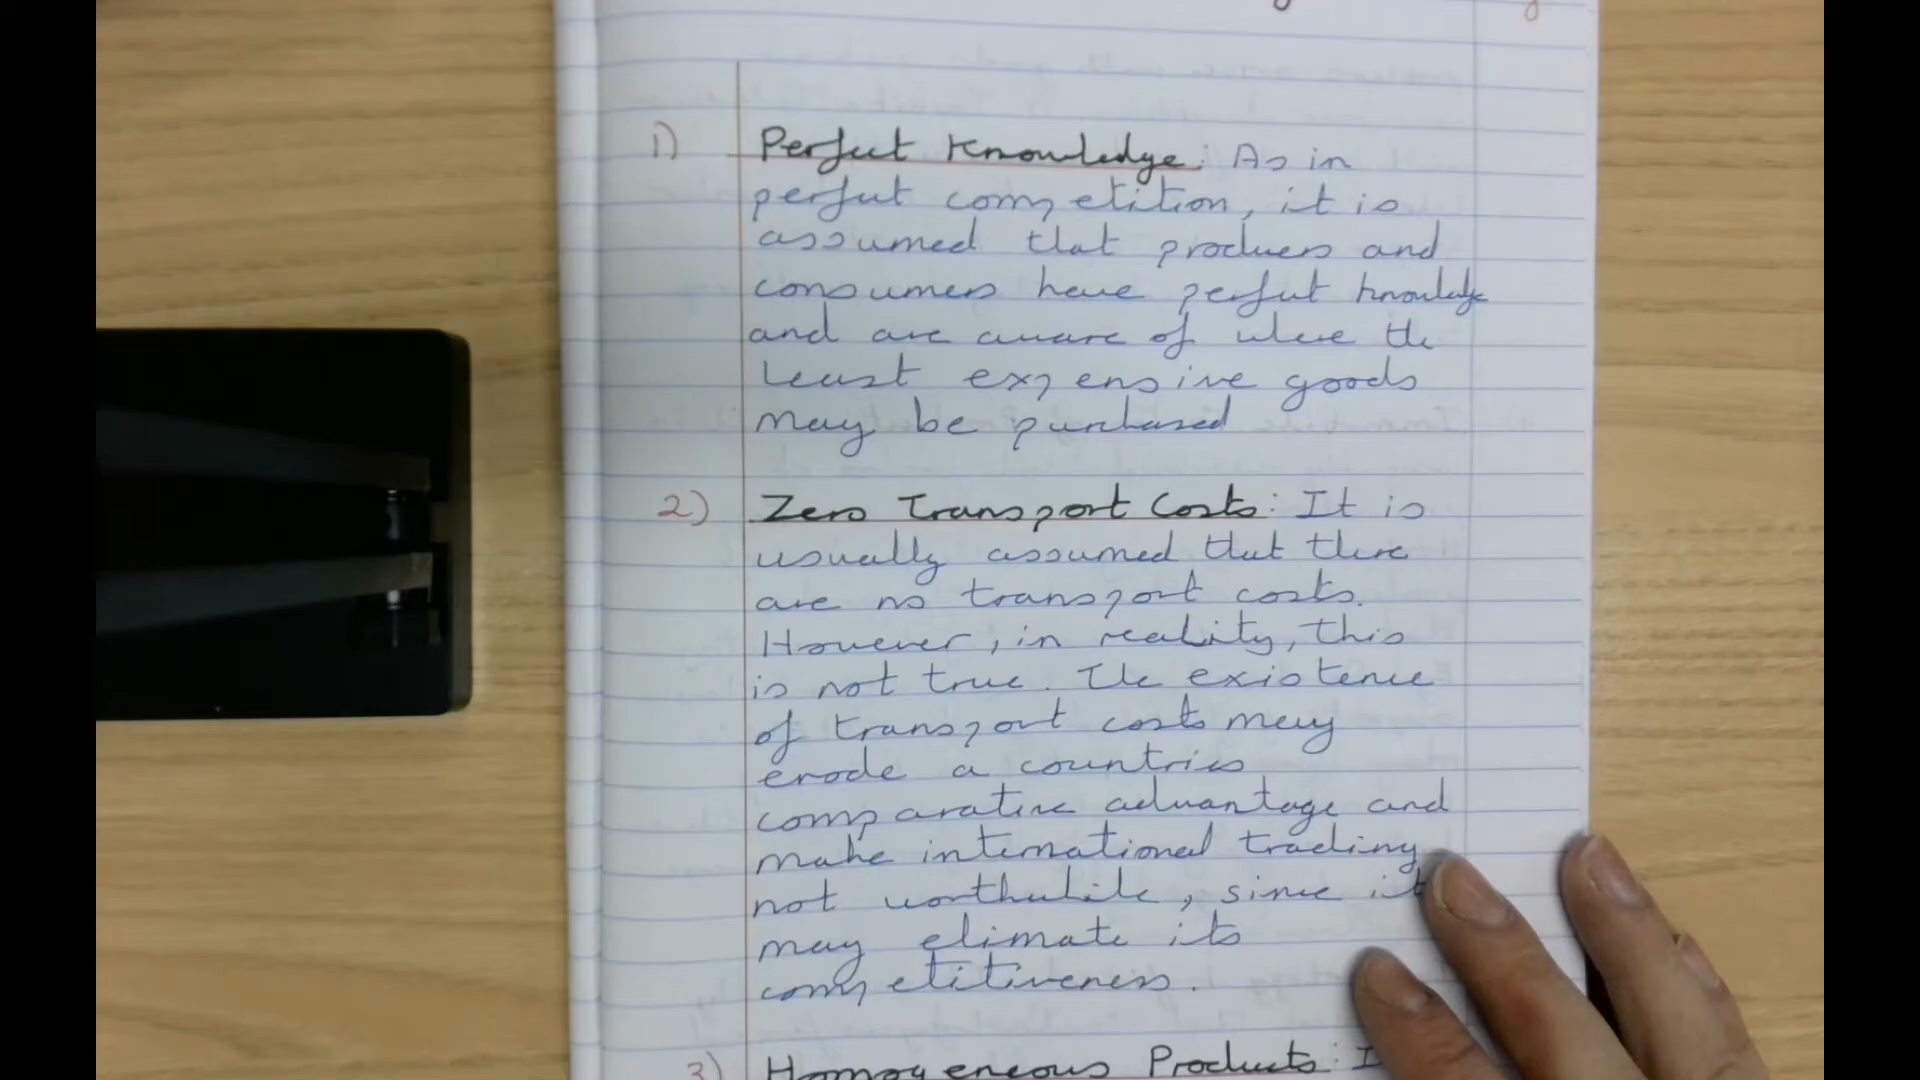 1) Perfect Knowledge: As in
perfect competition, it is
assumed that producers and
consumers have perfect knowledge
and are aware of where the
least expensive goods
may be purchased
2) Zero Transport Costs: It is
usually assumed that there
are no transport costs.
However, in reality, this
is not true. The existence
of transport costs may
erode a countries
comparative advantage and
make international trading
not worthwhile, since it
may elimate its
competitiveness.
3) Homogeneous Products: I